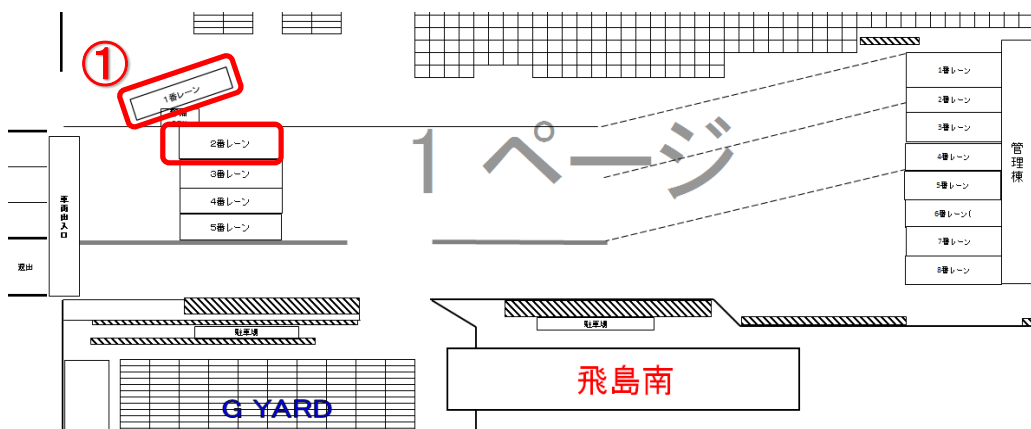 ①
1番レーン
2番レーン
3番レーン
4番レーン
5番レーン
車両出入口
退出
1 ページ
1番レーン
2番レーン
3番レーン
4番レーン
5番レーン
6番レーン(
7番レーン
8番レーン
管理棟
駐車場
駐車場
飛島南
G YARD